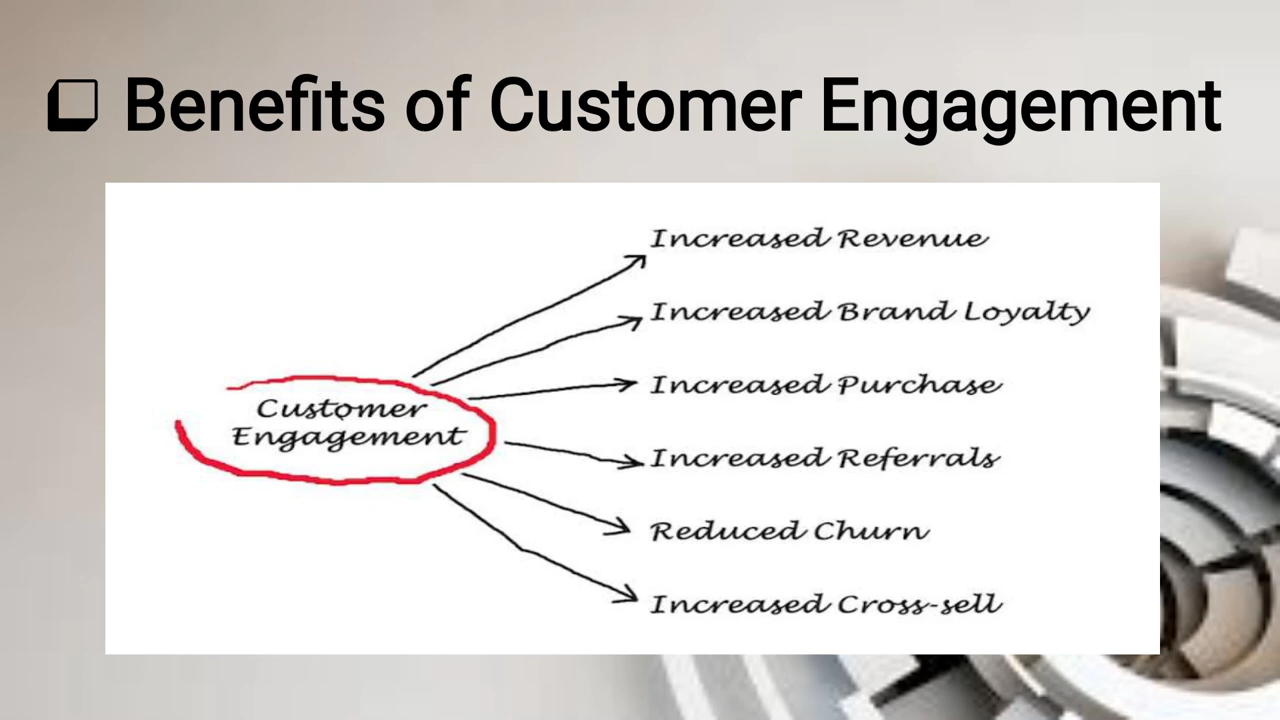 ❑ Benefits of Customer Engagement
Increased Revenue
Increased Brand Loyalty
Increased Purchase
Customer
Engagement
Increased Referrals
Reduced Churn
Increased Cross-sell